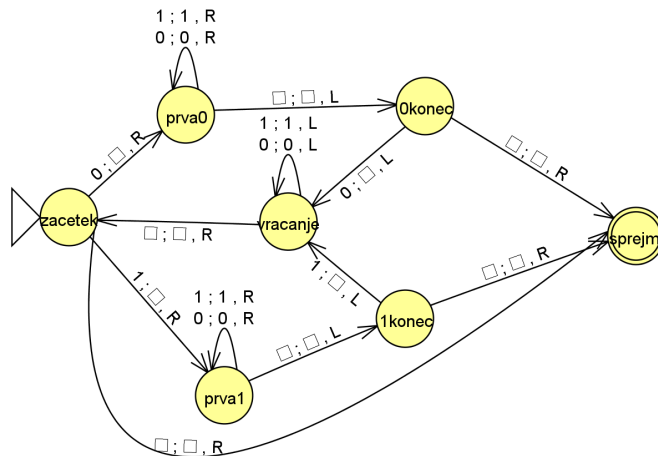 1 ; 1 , R
0 ; 0 , R
prva0
□ ; □ , L
0konec
1 ; 1 , L
0 ; 0 , L
0 ; □ , R
0 ; □ , L
□ ; □ , R
zacetek
vracanje
□ ; □ , R
sprejmi
1 ; □ , R
1 ; □ , L
□ ; □ , R
1 ; 1 , R
0 ; 0 , R
1konec
□ ; □ , L
prva1
□ ; □ , R